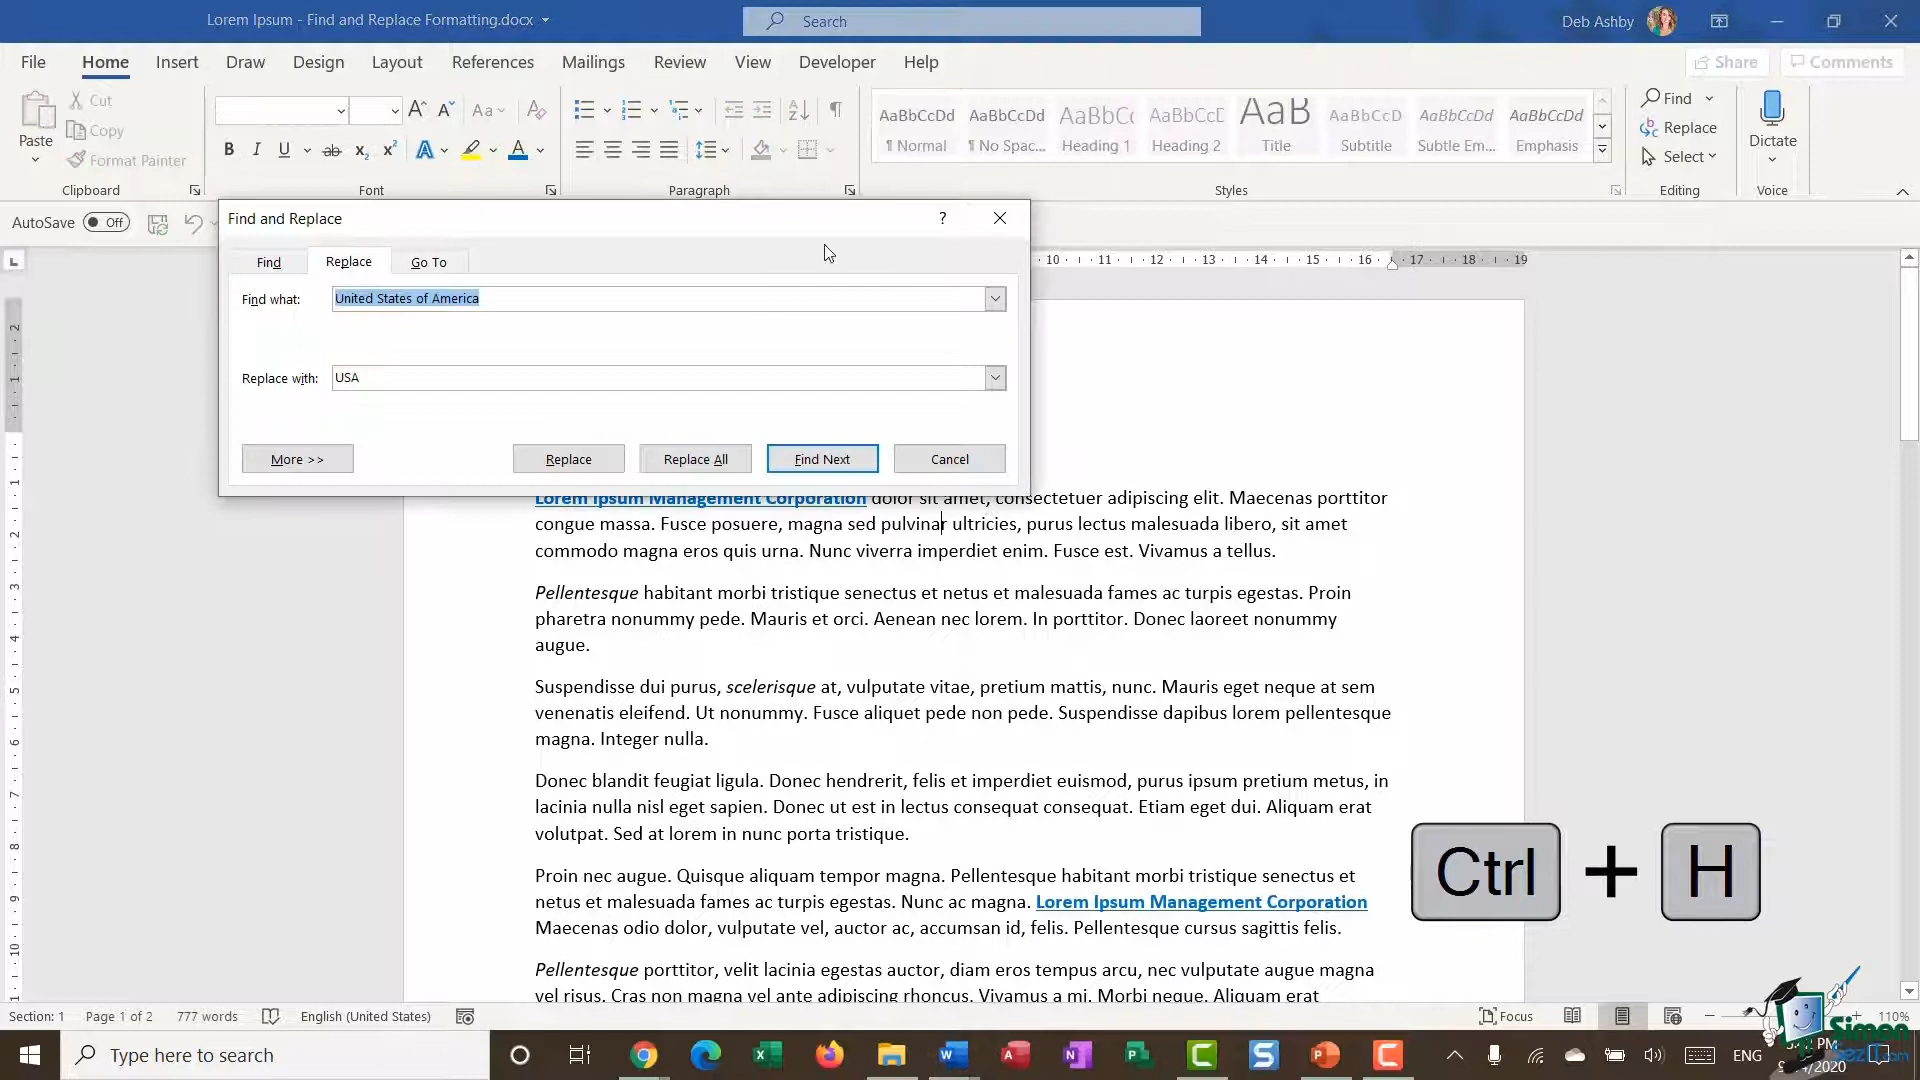 Lorem Ipsum - Find and Replace Formatting.docx
Search
Deb Ashby
File Home Insert Draw Design Layout References Mailings Review View Developer Help
Share Comments
Paste
Cut
Copy
Format Painter
Clipboard
Font
Paragraph
AaBbCcDd
¶ Normal
AaBbCcDd
¶ No Spac...
AaBbCc
Heading 1
AaBbCcE
Heading 2
AaB
Title
AaBbCcD
Subtitle
AaBbCcDd
Subtle Em...
AaBbCcDd
Emphasis
Styles
Find
Replace
Select
Editing
Dictate
Voice
AutoSave Off
Find and Replace
Find Replace Go To
Find what: United States of America
Replace with: USA
More >> Replace Replace All Find Next Cancel
10 11 12 13 14 15 16 17 18 19
Lorem Ipsum Management Corporation dolor sit amet, consectetuer adipiscing elit. Maecenas porttitor
congue massa. Fusce posuere, magna sed pulvinar ultricies, purus lectus malesuada libero, sit amet
commodo magna eros quis urna. Nunc viverra imperdiet enim. Fusce est. Vivamus a tellus.
Pellentesque habitant morbi tristique senectus et netus et malesuada fames ac turpis egestas. Proin
pharetra nonummy pede. Mauris et orci. Aenean nec lorem. In porttitor. Donec laoreet nonummy
augue.
Suspendisse dui purus, scelerisque at, vulputate vitae, pretium mattis, nunc. Mauris eget neque at sem
venenatis eleifend. Ut nonummy. Fusce aliquet pede non pede. Suspendisse dapibus lorem pellentesque
magna. Integer nulla.
Donec blandit feugiat ligula. Donec hendrerit, felis et imperdiet euismod, purus ipsum pretium metus, in
lacinia nulla nisl eget sapien. Donec ut est in lectus consequat consequat. Etiam eget dui. Aliquam erat
volutpat. Sed at lorem in nunc porta tristique.
Proin nec augue. Quisque aliquam tempor magna. Pellentesque habitant morbi tristique senectus et
netus et malesuada fames ac turpis egestas. Nunc ac magna. Lorem Ipsum Management Corporation
Maecenas odio dolor, vulputate vel, auctor ac, accumsan id, felis. Pellentesque cursus sagittis felis.
Pellentesque porttitor, velit lacinia egestas auctor, diam eros tempus arcu, nec vulputate augue magna
vel risus. Cras non magna vel ante adipiscing rhoncus. Vivamus a mi. Morbi neque. Aliquam erat
Ctrl + H
Section: 1 Page 1 of 2 777 words English (United States)
Focus
110%
Type here to search
ENG
Simon
SezIT.com